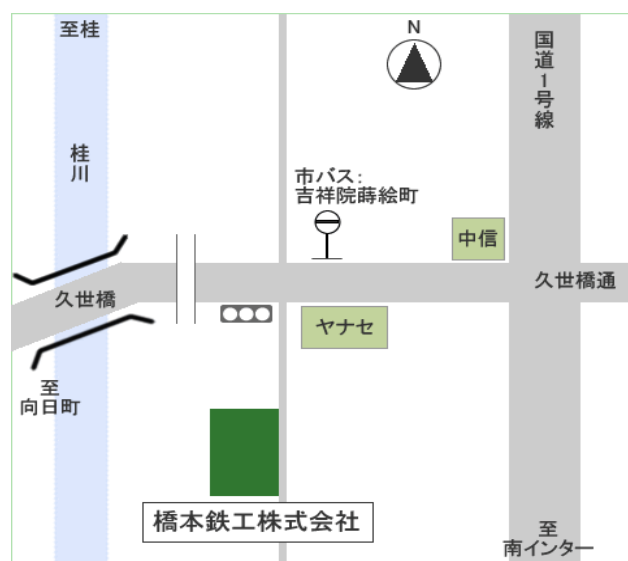 至桂
N
国道1号線
桂川
市バス：
吉祥院蒔絵町
中信
久世橋
久世橋通
ヤナセ
至
向日町
橋本鉄工株式会社
至
南インター